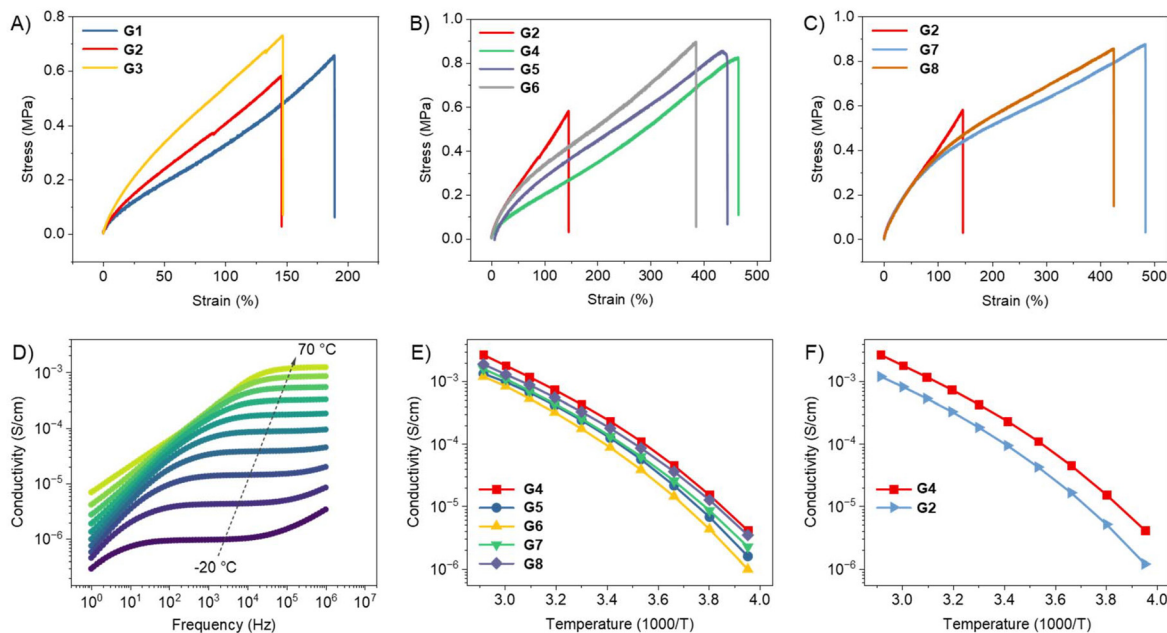 A)
G1
G2
G3
Stress (MPa)
0.8
0.6
0.4
0.2
0.0
0 50 100 150 200
Strain (%)
B)
G2
G4
G5
G6
Stress (MPa)
1.0
0.8
0.6
0.4
0.2
0.0
0 100 200 300 400 500
Strain (%)
C)
G2
G7
G8
Stress (MPa)
1.0
0.8
0.6
0.4
0.2
0.0
0 100 200 300 400 500
Strain (%)
D)
70 °C
-20 °C
Conductivity (S/cm)
10⁻³
10⁻⁴
10⁻⁵
10⁻⁶
10⁰ 10¹ 10² 10³ 10⁴ 10⁵ 10⁶ 10⁷
Frequency (Hz)
E)
G4
G5
G6
G7
G8
Conductivity (S/cm)
10⁻³
10⁻⁴
10⁻⁵
10⁻⁶
3.0 3.2 3.4 3.6 3.8 4.0
Temperature (1000/T)
F)
G4
G2
Conductivity (S/cm)
10⁻³
10⁻⁴
10⁻⁵
10⁻⁶
3.0 3.2 3.4 3.6 3.8 4.0
Temperature (1000/T)